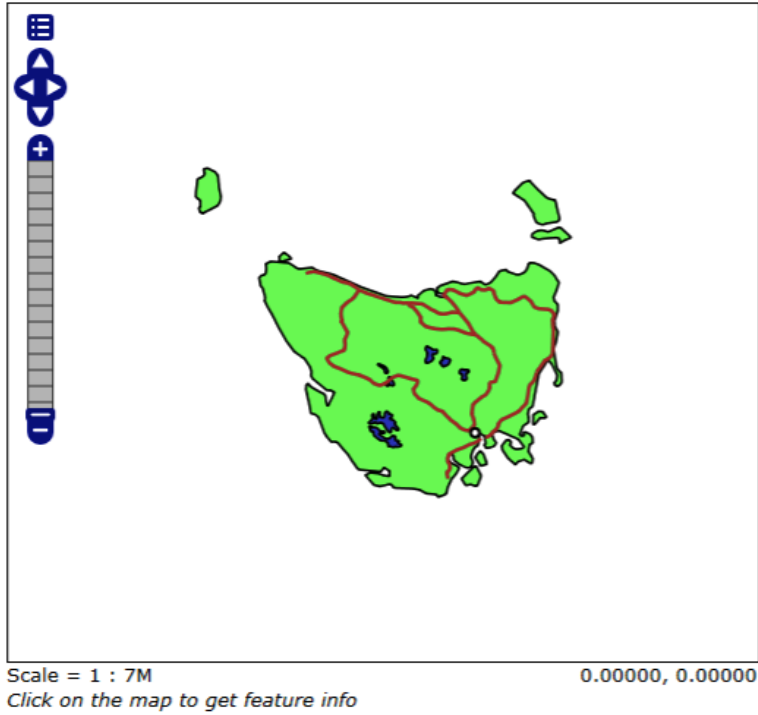 Scale = 1 : 7M
0.00000, 0.00000
Click on the map to get feature info